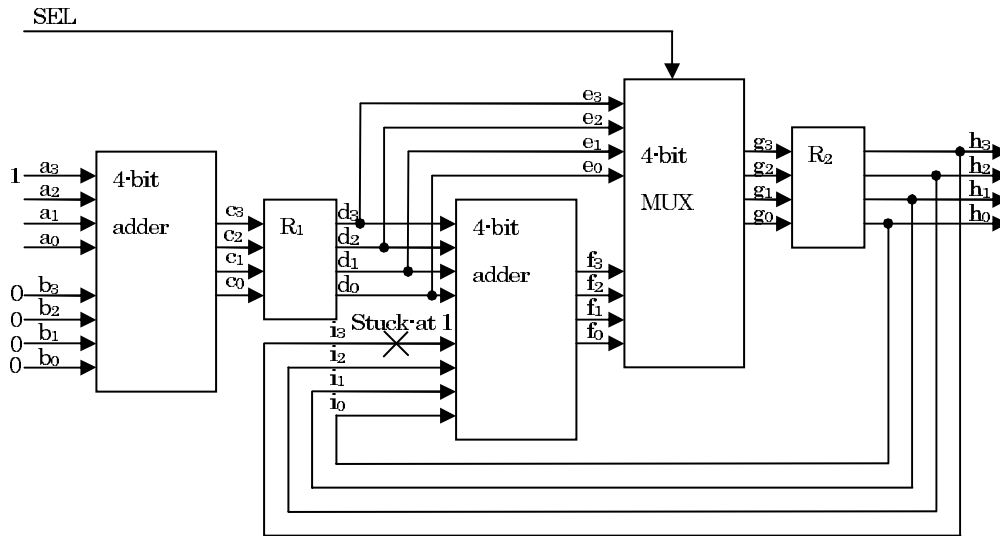 SEL
1 a₃
a₂
a₁
a₀
0 b₃
0 b₂
0 b₁
0 b₀
4-bit
adder
c₃
c₂
c₁
c₀
R₁
d₃
d₂
d₁
d₀
e₃
e₂
e₁
e₀
Stuck-at 1
i₃
i₂
i₁
i₀
4-bit
adder
f₃
f₂
f₁
f₀
4-bit
MUX
g₃
g₂
g₁
g₀
R₂
h₃
h₂
h₁
h₀